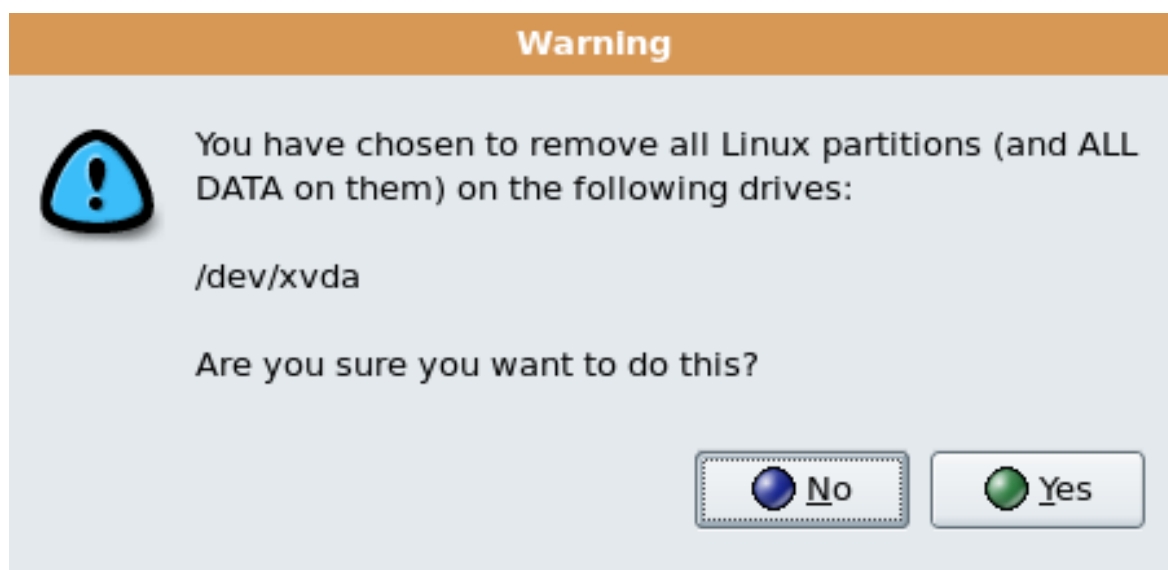 Warning
You have chosen to remove all Linux partitions (and ALL
DATA on them) on the following drives:
/dev/xvda
Are you sure you want to do this?
No
Yes